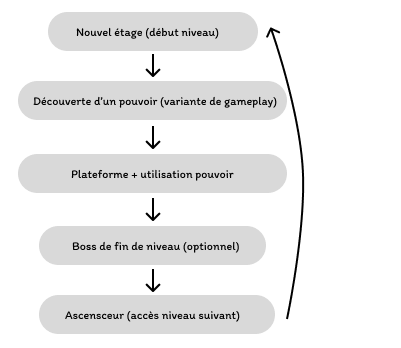 Nouvel étage (début niveau)
Découverte d'un pouvoir (variante de gameplay)
Plateforme + utilisation pouvoir
Boss de fin de niveau (optionnel)
Ascensceur (accès niveau suivant)